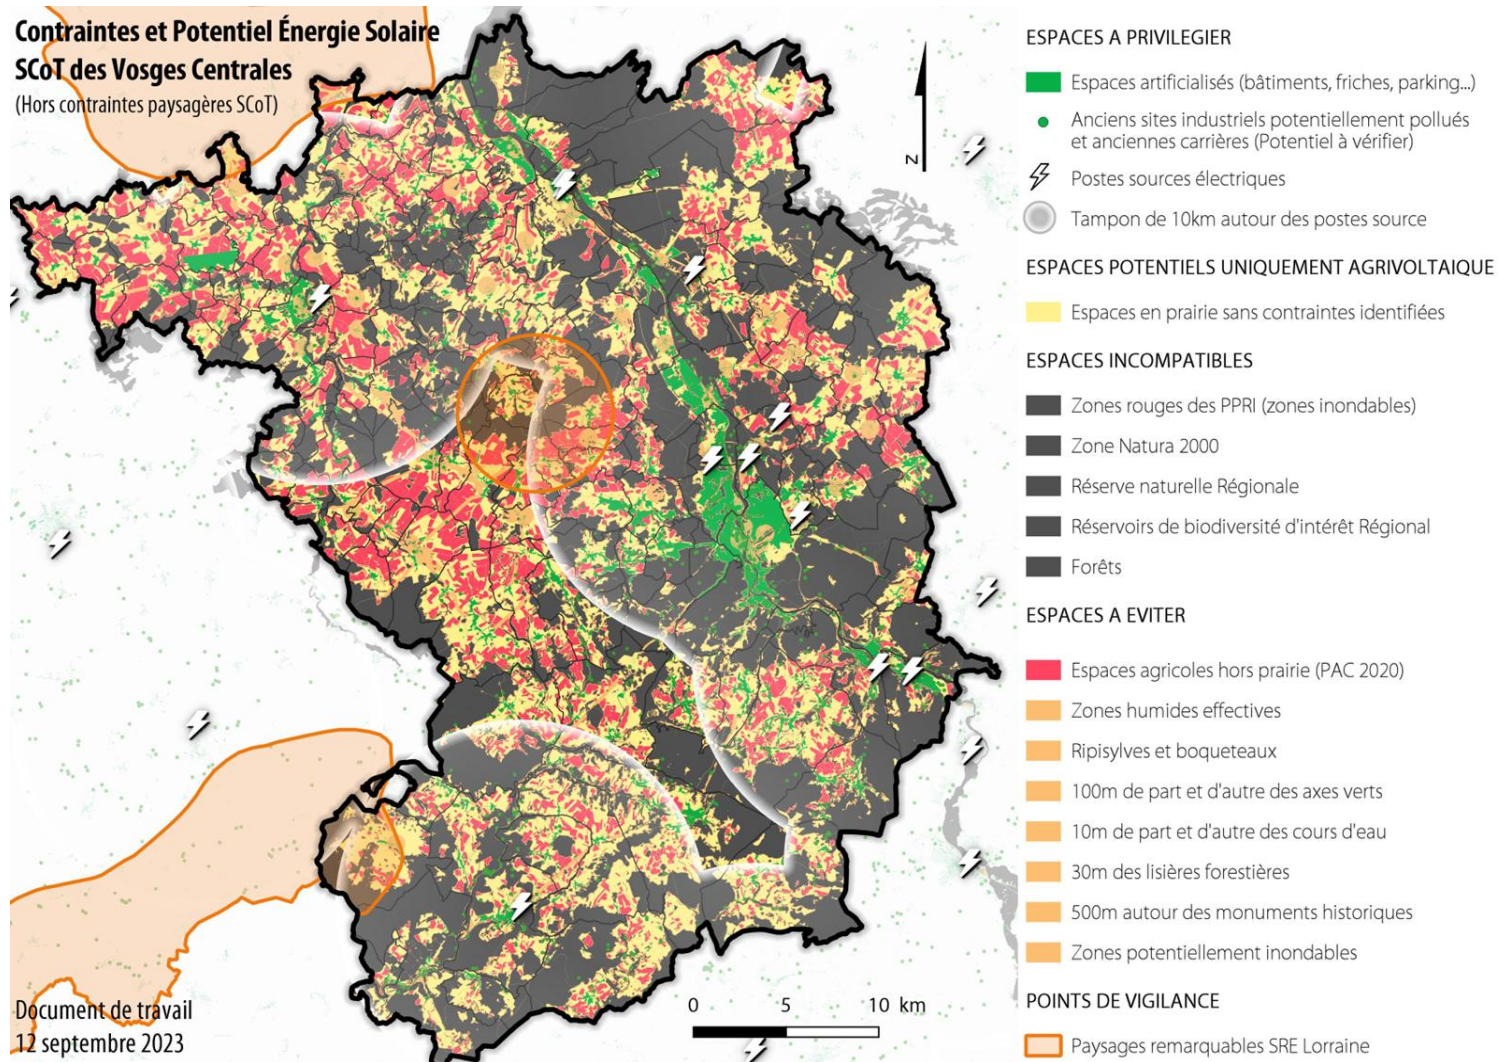 Contraintes et Potentiel Énergie Solaire
SCoT des Vosges Centrales
(Hors contraintes paysagères SCoT)
N
Document de travail
12 septembre 2023
0 5 10 km
ESPACES A PRIVILEGIER
Espaces artificialisés (bâtiments, friches, parking...)
Anciens sites industriels potentiellement pollués
et anciennes carrières (Potentiel à vérifier)
Postes sources électriques
Tampon de 10km autour des postes source
ESPACES POTENTIELS UNIQUEMENT AGRIVOLTAIQUE
Espaces en prairie sans contraintes identifiées
ESPACES INCOMPATIBLES
Zones rouges des PPRI (zones inondables)
Zone Natura 2000
Réserve naturelle Régionale
Réservoirs de biodiversité d'intérêt Régional
Forêts
ESPACES A EVITER
Espaces agricoles hors prairie (PAC 2020)
Zones humides effectives
Ripisylves et boqueteaux
100m de part et d'autre des axes verts
10m de part et d'autre des cours d'eau
30m des lisières forestières
500m autour des monuments historiques
Zones potentiellement inondables
POINTS DE VIGILANCE
Paysages remarquables SRE Lorraine